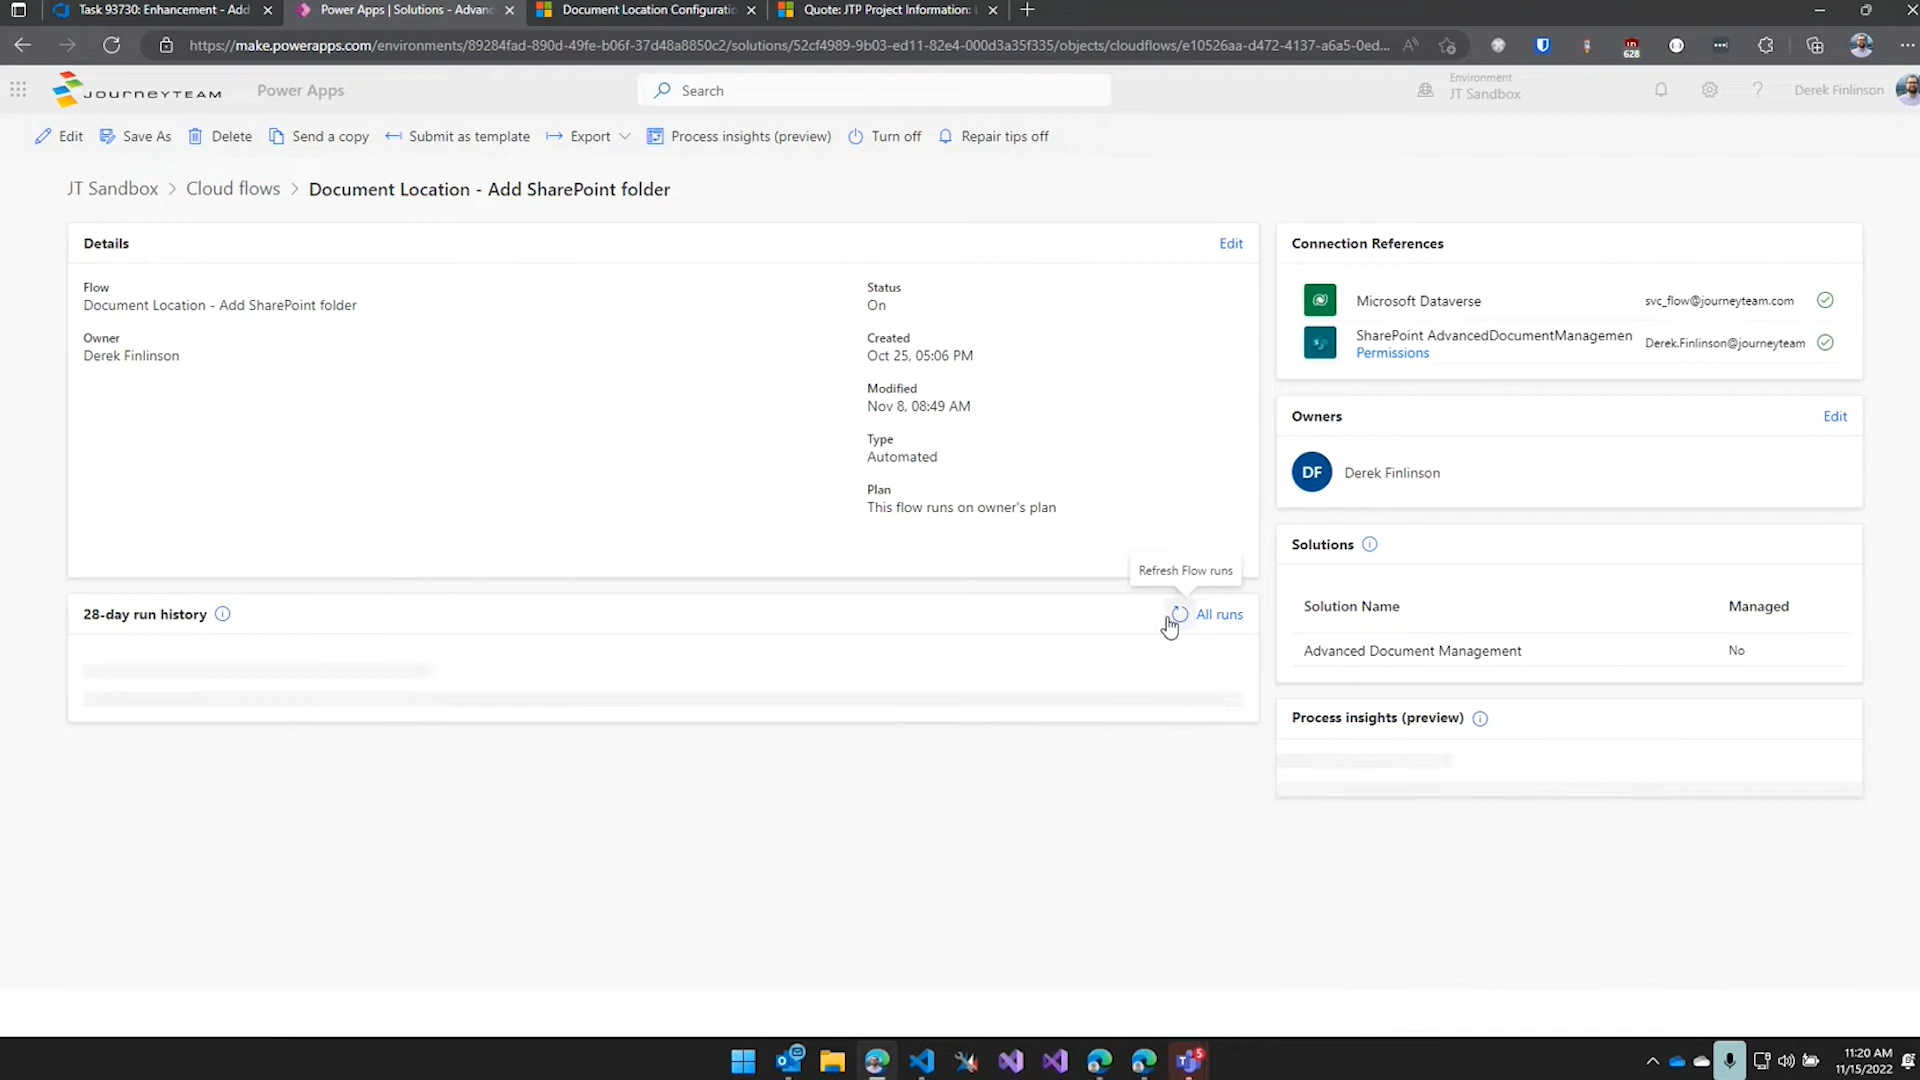 Task 93730: Enhancement - Add
Power Apps | Solutions - Advanc
Document Location Configuratio
Quote: JTP Project Information:
https://make.powerapps.com/environments/89284fad-890d-49fe-b06f-37d48a8850c2/solutions/52cf4989-9b03-ed11-82e4-000d3a35f335/objects/cloudflows/e10526aa-d472-4137-a6a5-0ed...
628
JOURNEYTEAM
Power Apps
Search
Environment
JT Sandbox
Derek Finlinson
Edit
Save As
Delete
Send a copy
Submit as template
Export
Process insights (preview)
Turn off
Repair tips off
JT Sandbox > Cloud flows > Document Location - Add SharePoint folder
Details
Edit
Flow
Document Location - Add SharePoint folder
Owner
Derek Finlinson
Status
On
Created
Oct 25, 05:06 PM
Modified
Nov 8, 08:49 AM
Type
Automated
Plan
This flow runs on owner's plan
Refresh Flow runs
28-day run history
All runs
Connection References
Microsoft Dataverse
svc_flow@journeyteam.com
SharePoint AdvancedDocumentManagemen
Derek.Finlinson@journeyteam
Permissions
Owners
Edit
DF
Derek Finlinson
Solutions
Solution Name
Managed
Advanced Document Management
No
Process insights (preview)
5
11:20 AM
11/15/2022